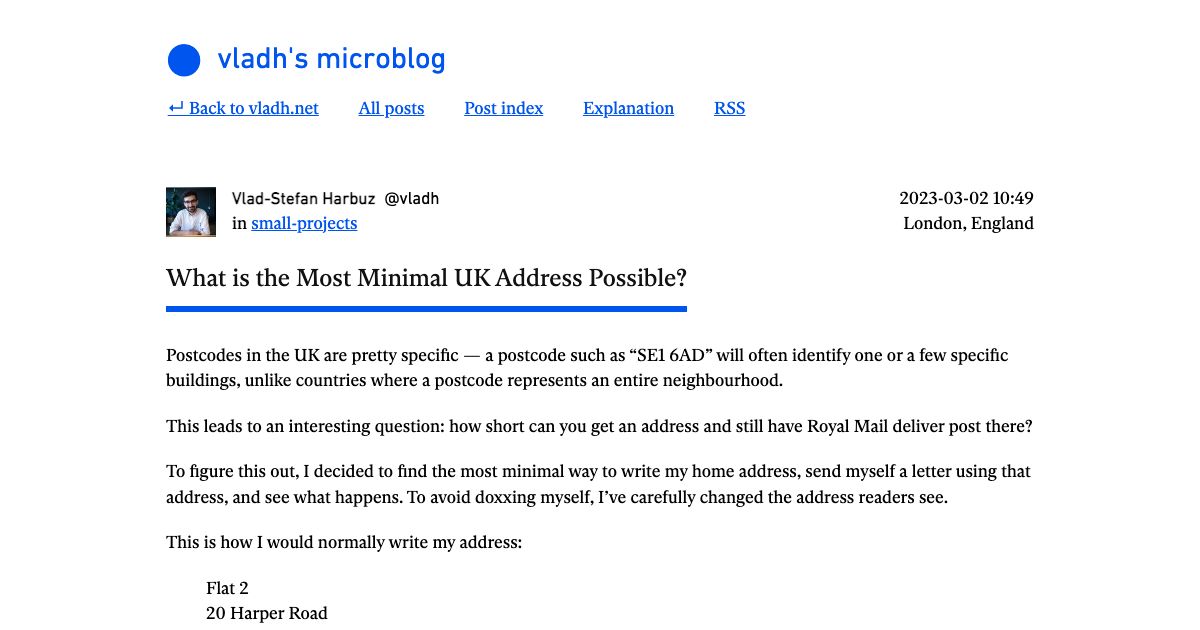 vladh's microblog
↵ Back to vladh.net All posts Post index Explanation RSS
Vlad-Stefan Harbuz @vladh 2023-03-02 10:49
in small-projects London, England
What is the Most Minimal UK Address Possible?
Postcodes in the UK are pretty specific — a postcode such as “SE1 6AD” will often identify one or a few specific
buildings, unlike countries where a postcode represents an entire neighbourhood.
This leads to an interesting question: how short can you get an address and still have Royal Mail deliver post there?
To figure this out, I decided to find the most minimal way to write my home address, send myself a letter using that
address, and see what happens. To avoid doxxing myself, I’ve carefully changed the address readers see.
This is how I would normally write my address:
Flat 2
20 Harper Road